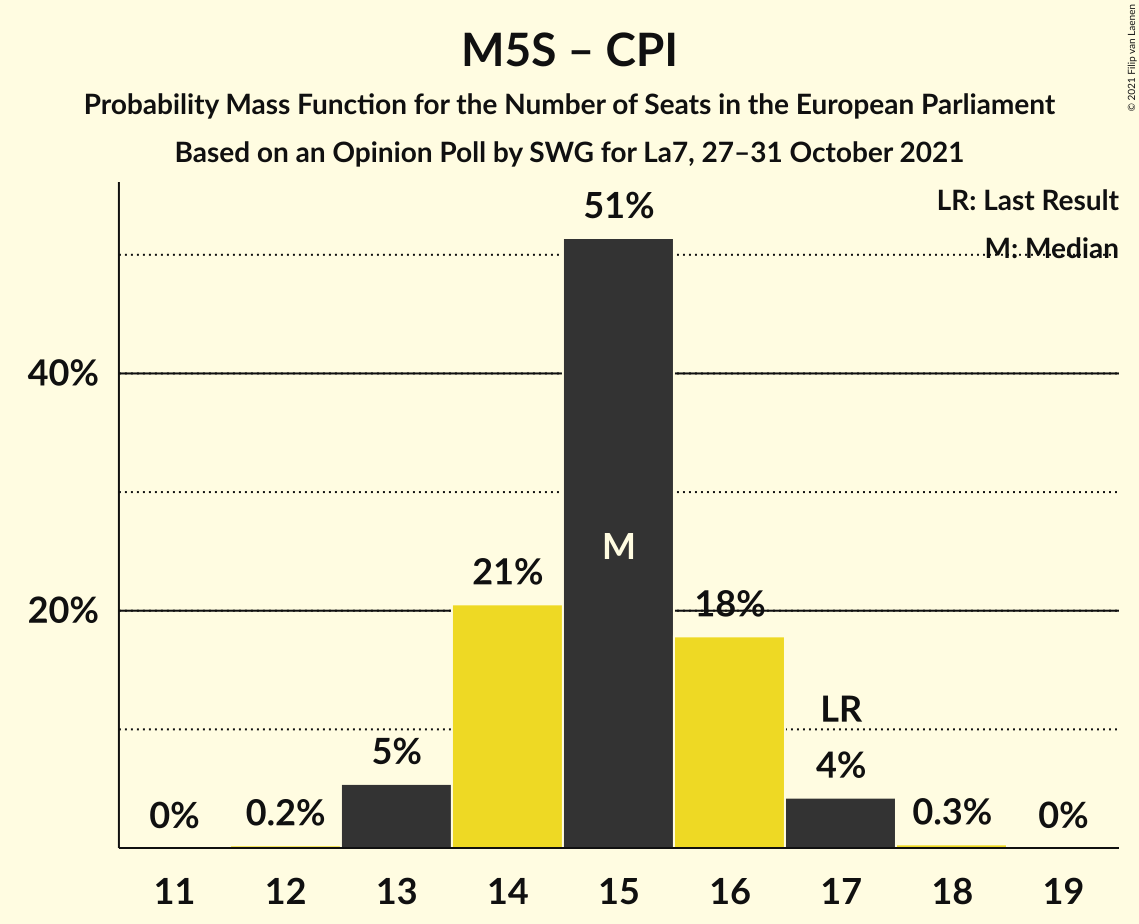 M5S – CPI
Probability Mass Function for the Number of Seats in the European Parliament
Based on an Opinion Poll by SWG for La7, 27–31 October 2021
© 2021 Filip van Laenen
LR: Last Result
M: Median
40%
20%
0%
0.2%
5%
21%
51%
M
18%
LR
4%
0.3%
0%
11 12 13 14 15 16 17 18 19